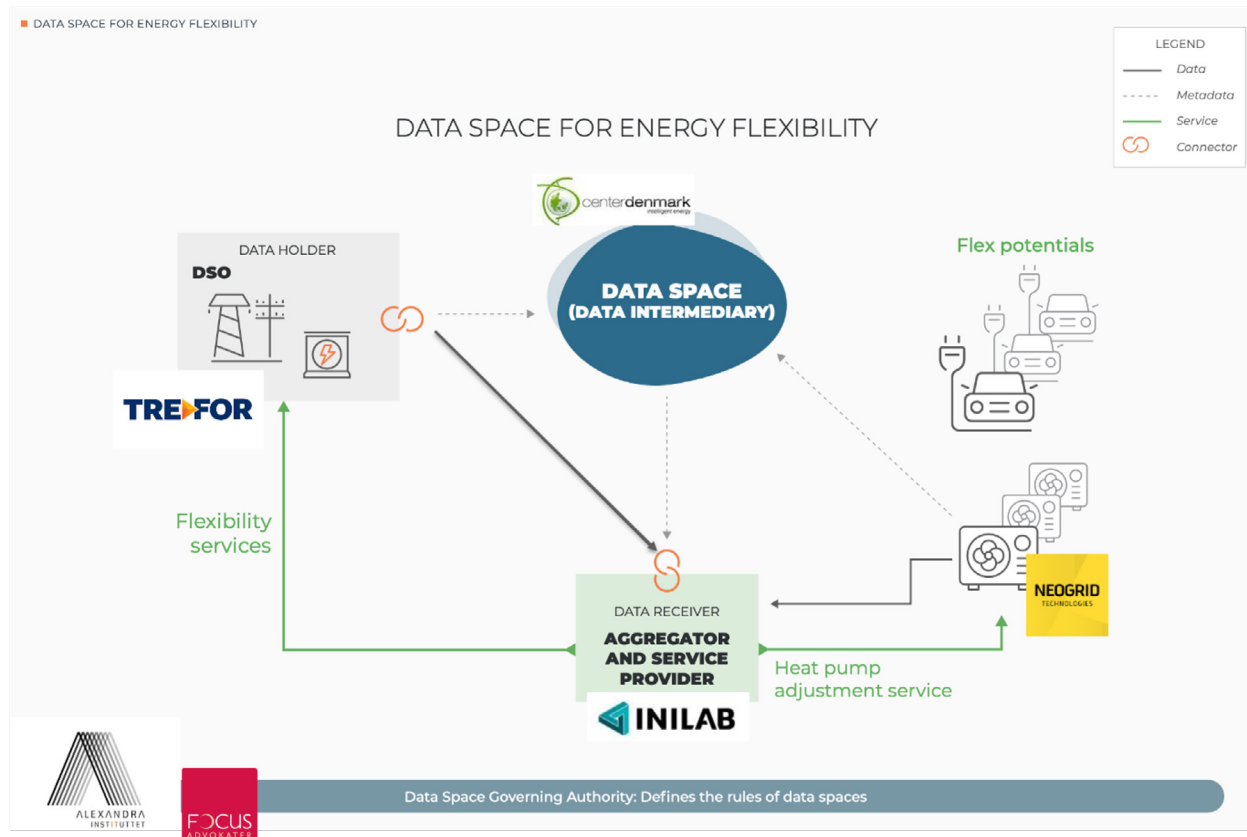 DATA SPACE FOR ENERGY FLEXIBILITY
LEGEND
Data
Metadata
Service
Connector
DATA SPACE FOR ENERGY FLEXIBILITY
centerdenmark
intelligent energy
DATA HOLDER
DSO
TREFOR
DATA SPACE
(DATA INTERMEDIARY)
Flex potentials
Flexibility
services
NEOGRID
TECHNOLOGIES
DATA RECEIVER
AGGREGATOR
AND SERVICE
PROVIDER
INILAB
Heat pump
adjustment service
ALEXANDRA
INSTITUTTET
FOCUS
ADVOKATER
Data Space Governing Authority: Defines the rules of data spaces